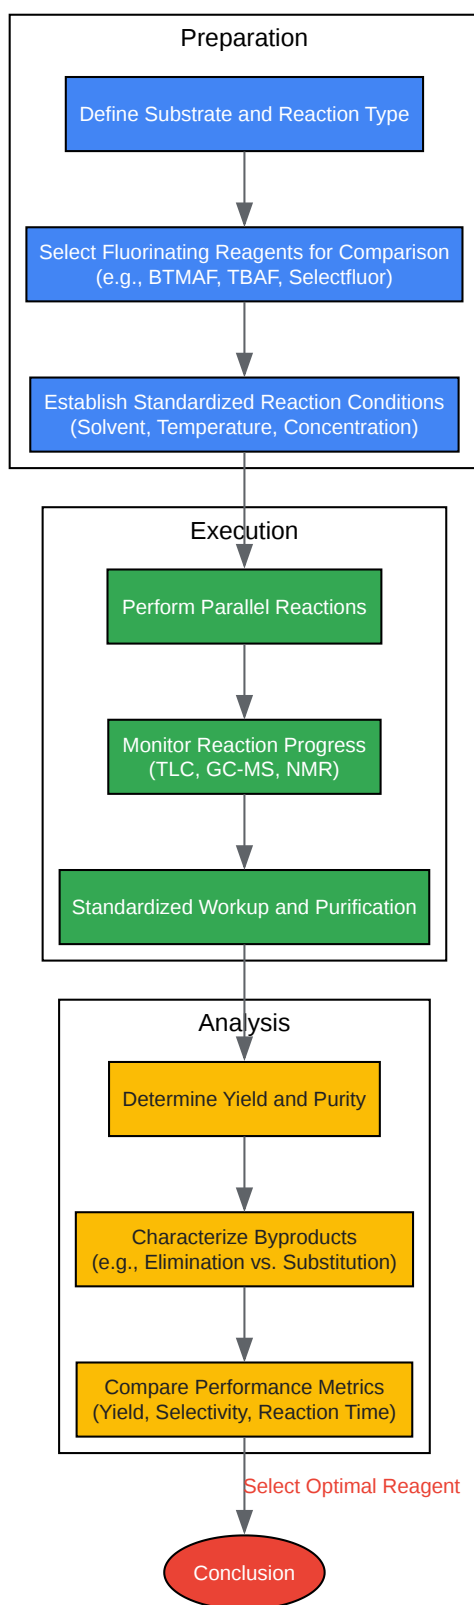 Preparation
Define Substrate and Reaction Type
Select Fluorinating Reagents for Comparison
(e.g., BTMAF, TBAF, Selectfluor)
Establish Standardized Reaction Conditions
(Solvent, Temperature, Concentration)
Execution
Perform Parallel Reactions
Monitor Reaction Progress
(TLC, GC-MS, NMR)
Standardized Workup and Purification
Analysis
Determine Yield and Purity
Characterize Byproducts
(e.g., Elimination vs. Substitution)
Compare Performance Metrics
(Yield, Selectivity, Reaction Time)
Select Optimal Reagent
Conclusion